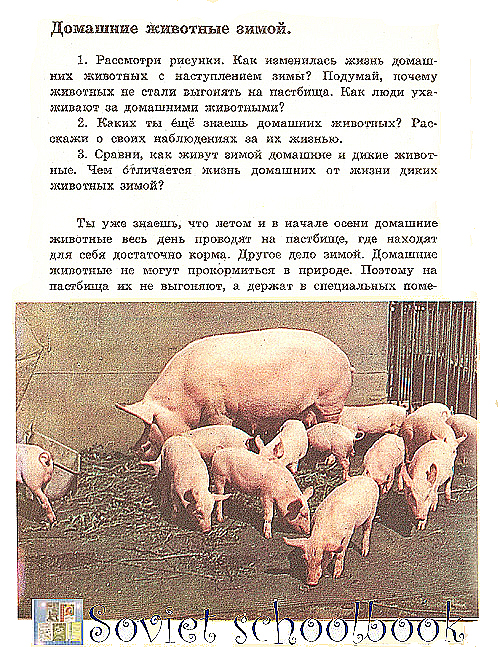 Домашние животные зимой.
1. Рассмотри рисунки. Как изменилась жизнь домаш-
них животных с наступлением зимы? Подумай, почему
животных не стали выгонять на пастбища. Как люди уха-
живают за домашними животными?
2. Каких ты ещё знаешь домашних животных? Рас-
скажи о своих наблюдениях за их жизнью.
3. Сравни, как живут зимой домашние и дикие живот-
ные. Чем отличается жизнь домашних от жизни диких
животных зимой?
Ты уже знаешь, что летом и в начале осени домашние
животные весь день проводят на пастбище, где находят
для себя достаточно корма. Другое дело зимой. Домашние
животные не могут прокормиться в природе. Поэтому на
пастбища их не выгоняют, а держат в специальных поме-
Soviet schoolbook